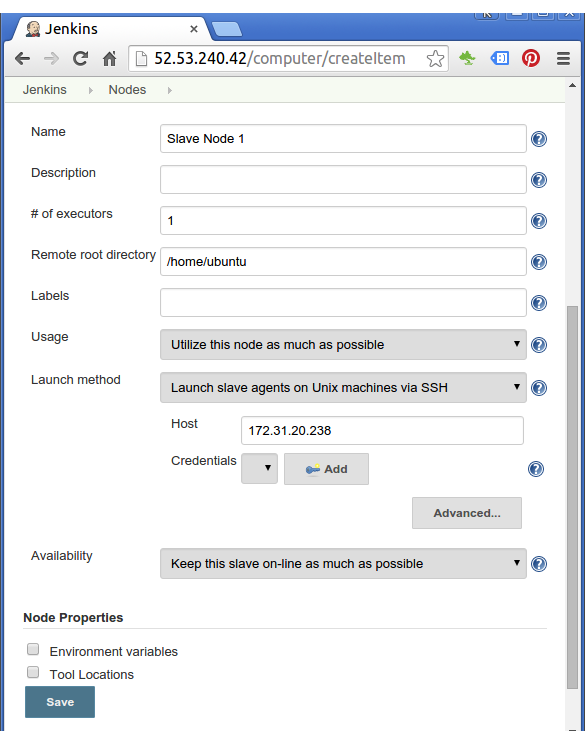 Jenkins
52.53.240.42/computer/createItem
Jenkins Nodes
Name Slave Node 1
Description
# of executors 1
Remote root directory /home/ubuntu
Labels
Usage Utilize this node as much as possible
Launch method Launch slave agents on Unix machines via SSH
Host 172.31.20.238
Credentials Add
Advanced...
Availability Keep this slave on-line as much as possible
Node Properties
Environment variables
Tool Locations
Save